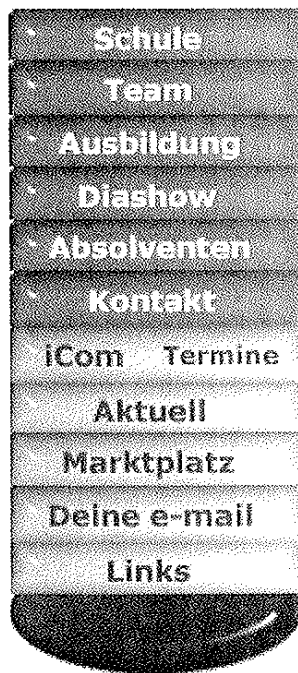 Schule
Team
Ausbildung
Diashow
Absolventen
Kontakt
iCom Termine
Aktuell
Marktplatz
Deine e-mail
Links